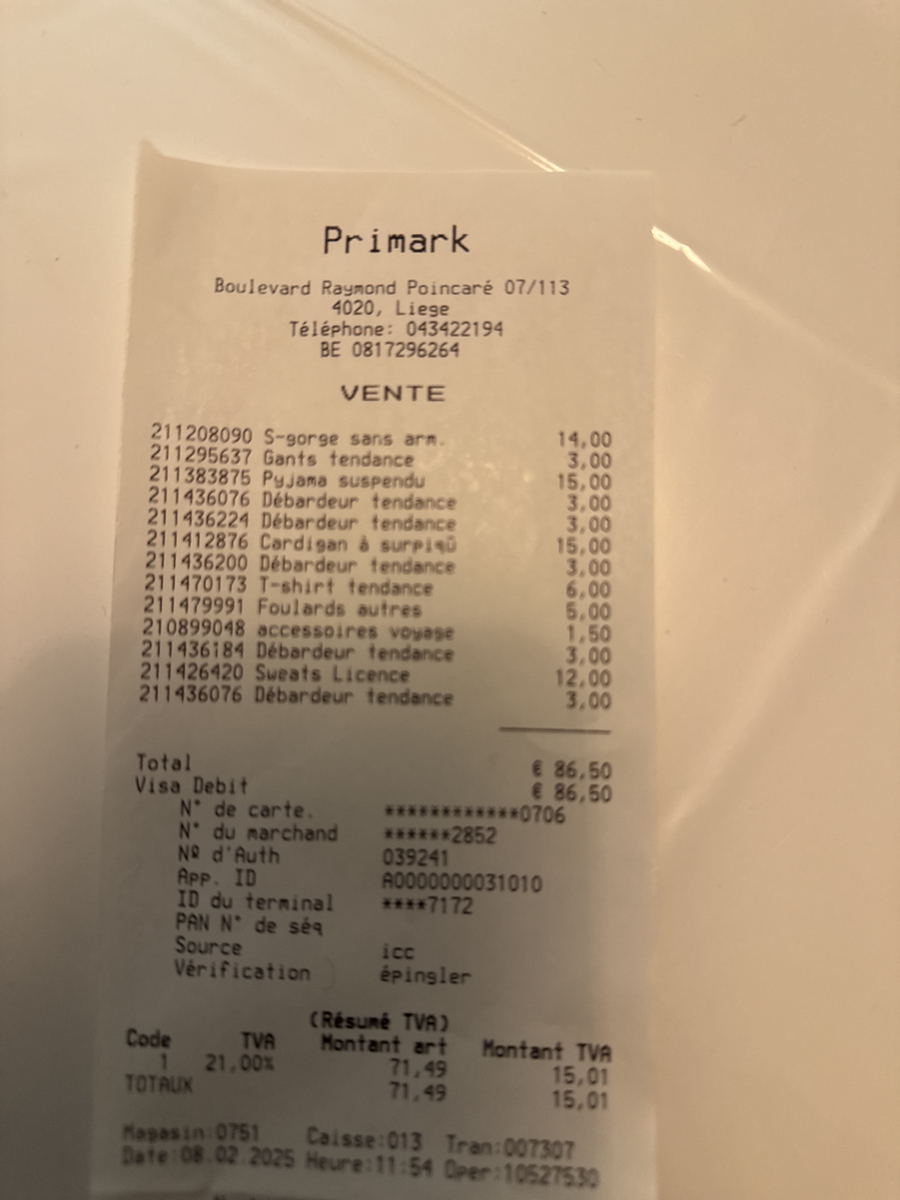 Primark
Boulevard Raymond Poincaré 07/113
4020, Liege
Téléphone: 043422194
BE 0817296264
VENTE
211208090 S-gorge sans arm. 14,00
211295637 Gants tendance 3,00
211383875 Pyjama suspendu 15,00
211436076 Débardeur tendance 3,00
211436224 Débardeur tendance 3,00
211412876 Cardigan à surpiqû 15,00
211436200 Débardeur tendance 3,00
211470173 T-shirt tendance 6,00
211479991 Foulards autres 5,00
210899048 accessoires voyage 1,50
211436184 Débardeur tendance 3,00
211426420 Sweats Licence 12,00
211436076 Débardeur tendance 3,00
Total € 86,50
Visa Debit € 86,50
N° de carte. ************0706
N° du marchand ******2852
Nº d'Auth 039241
App. ID A0000000031010
ID du terminal ****7172
PAN N° de séq
Source icc
Vérification épingler
(Résumé TVA)
Code TVA Montant art Montant TVA
1 21,00% 71,49 15,01
TOTAUX 71,49 15,01
Magasin:0751 Caisse:013 Tran:007307
Date:08.02.2025 Heure:11:54 Oper:10527530